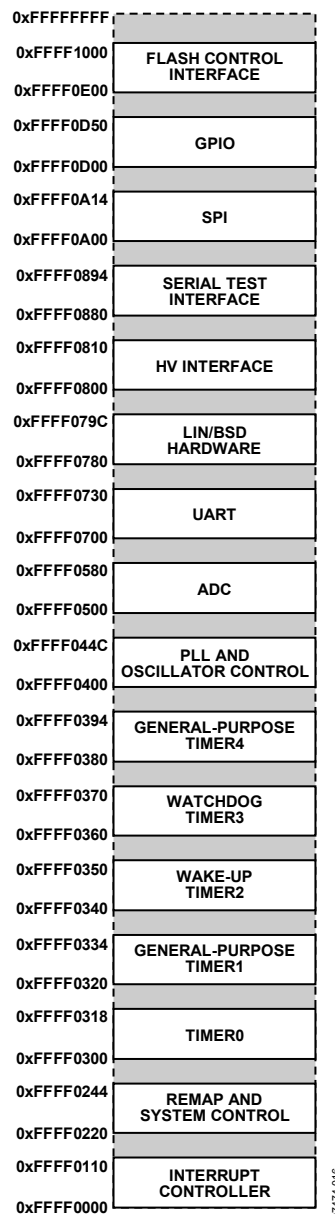 0xFFFFFFFF
0xFFFF1000
FLASH CONTROL
INTERFACE
0xFFFF0E00
0xFFFF0D50
GPIO
0xFFFF0D00
0xFFFF0A14
SPI
0xFFFF0A00
0xFFFF0894
SERIAL TEST
INTERFACE
0xFFFF0880
0xFFFF0810
HV INTERFACE
0xFFFF0800
0xFFFF079C
LIN/BSD
HARDWARE
0xFFFF0780
0xFFFF0730
UART
0xFFFF0700
0xFFFF0580
ADC
0xFFFF0500
0xFFFF044C
PLL AND
OSCILLATOR CONTROL
0xFFFF0400
0xFFFF0394
GENERAL-PURPOSE
TIMER4
0xFFFF0380
0xFFFF0370
WATCHDOG
TIMER3
0xFFFF0360
0xFFFF0350
WAKE-UP
TIMER2
0xFFFF0340
0xFFFF0334
GENERAL-PURPOSE
TIMER1
0xFFFF0320
0xFFFF0318
TIMER0
0xFFFF0300
0xFFFF0244
REMAP AND
SYSTEM CONTROL
0xFFFF0220
0xFFFF0110
INTERRUPT
CONTROLLER
0xFFFF0000